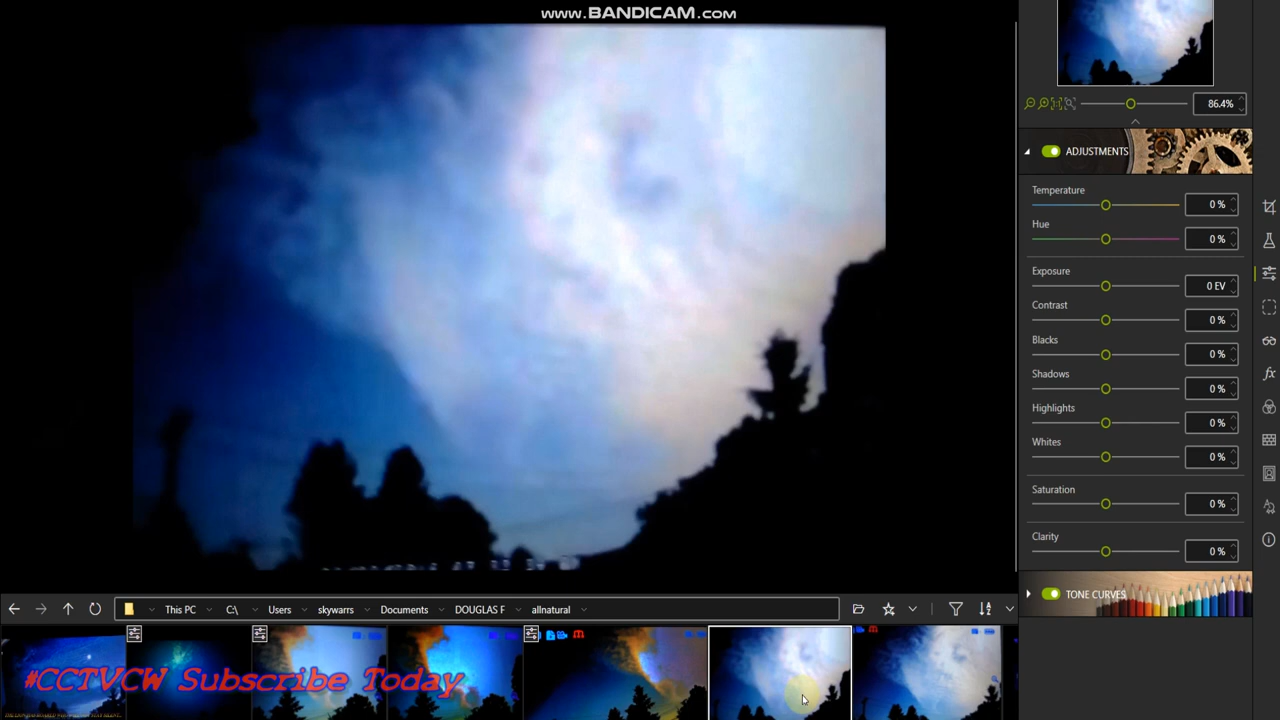 www.BANDICAM.com
86.4%
ADJUSTMENTS
Temperature
0 %
Hue
0 %
Exposure
0 EV
Contrast
0 %
Blacks
0 %
Shadows
0 %
Highlights
0 %
Whites
0 %
Saturation
0 %
Clarity
0 %
TONE CURVES
This PC
C:\
Users
skywarrs
Documents
DOUGLAS F
allnatural
#CCTVCW Subscribe Today